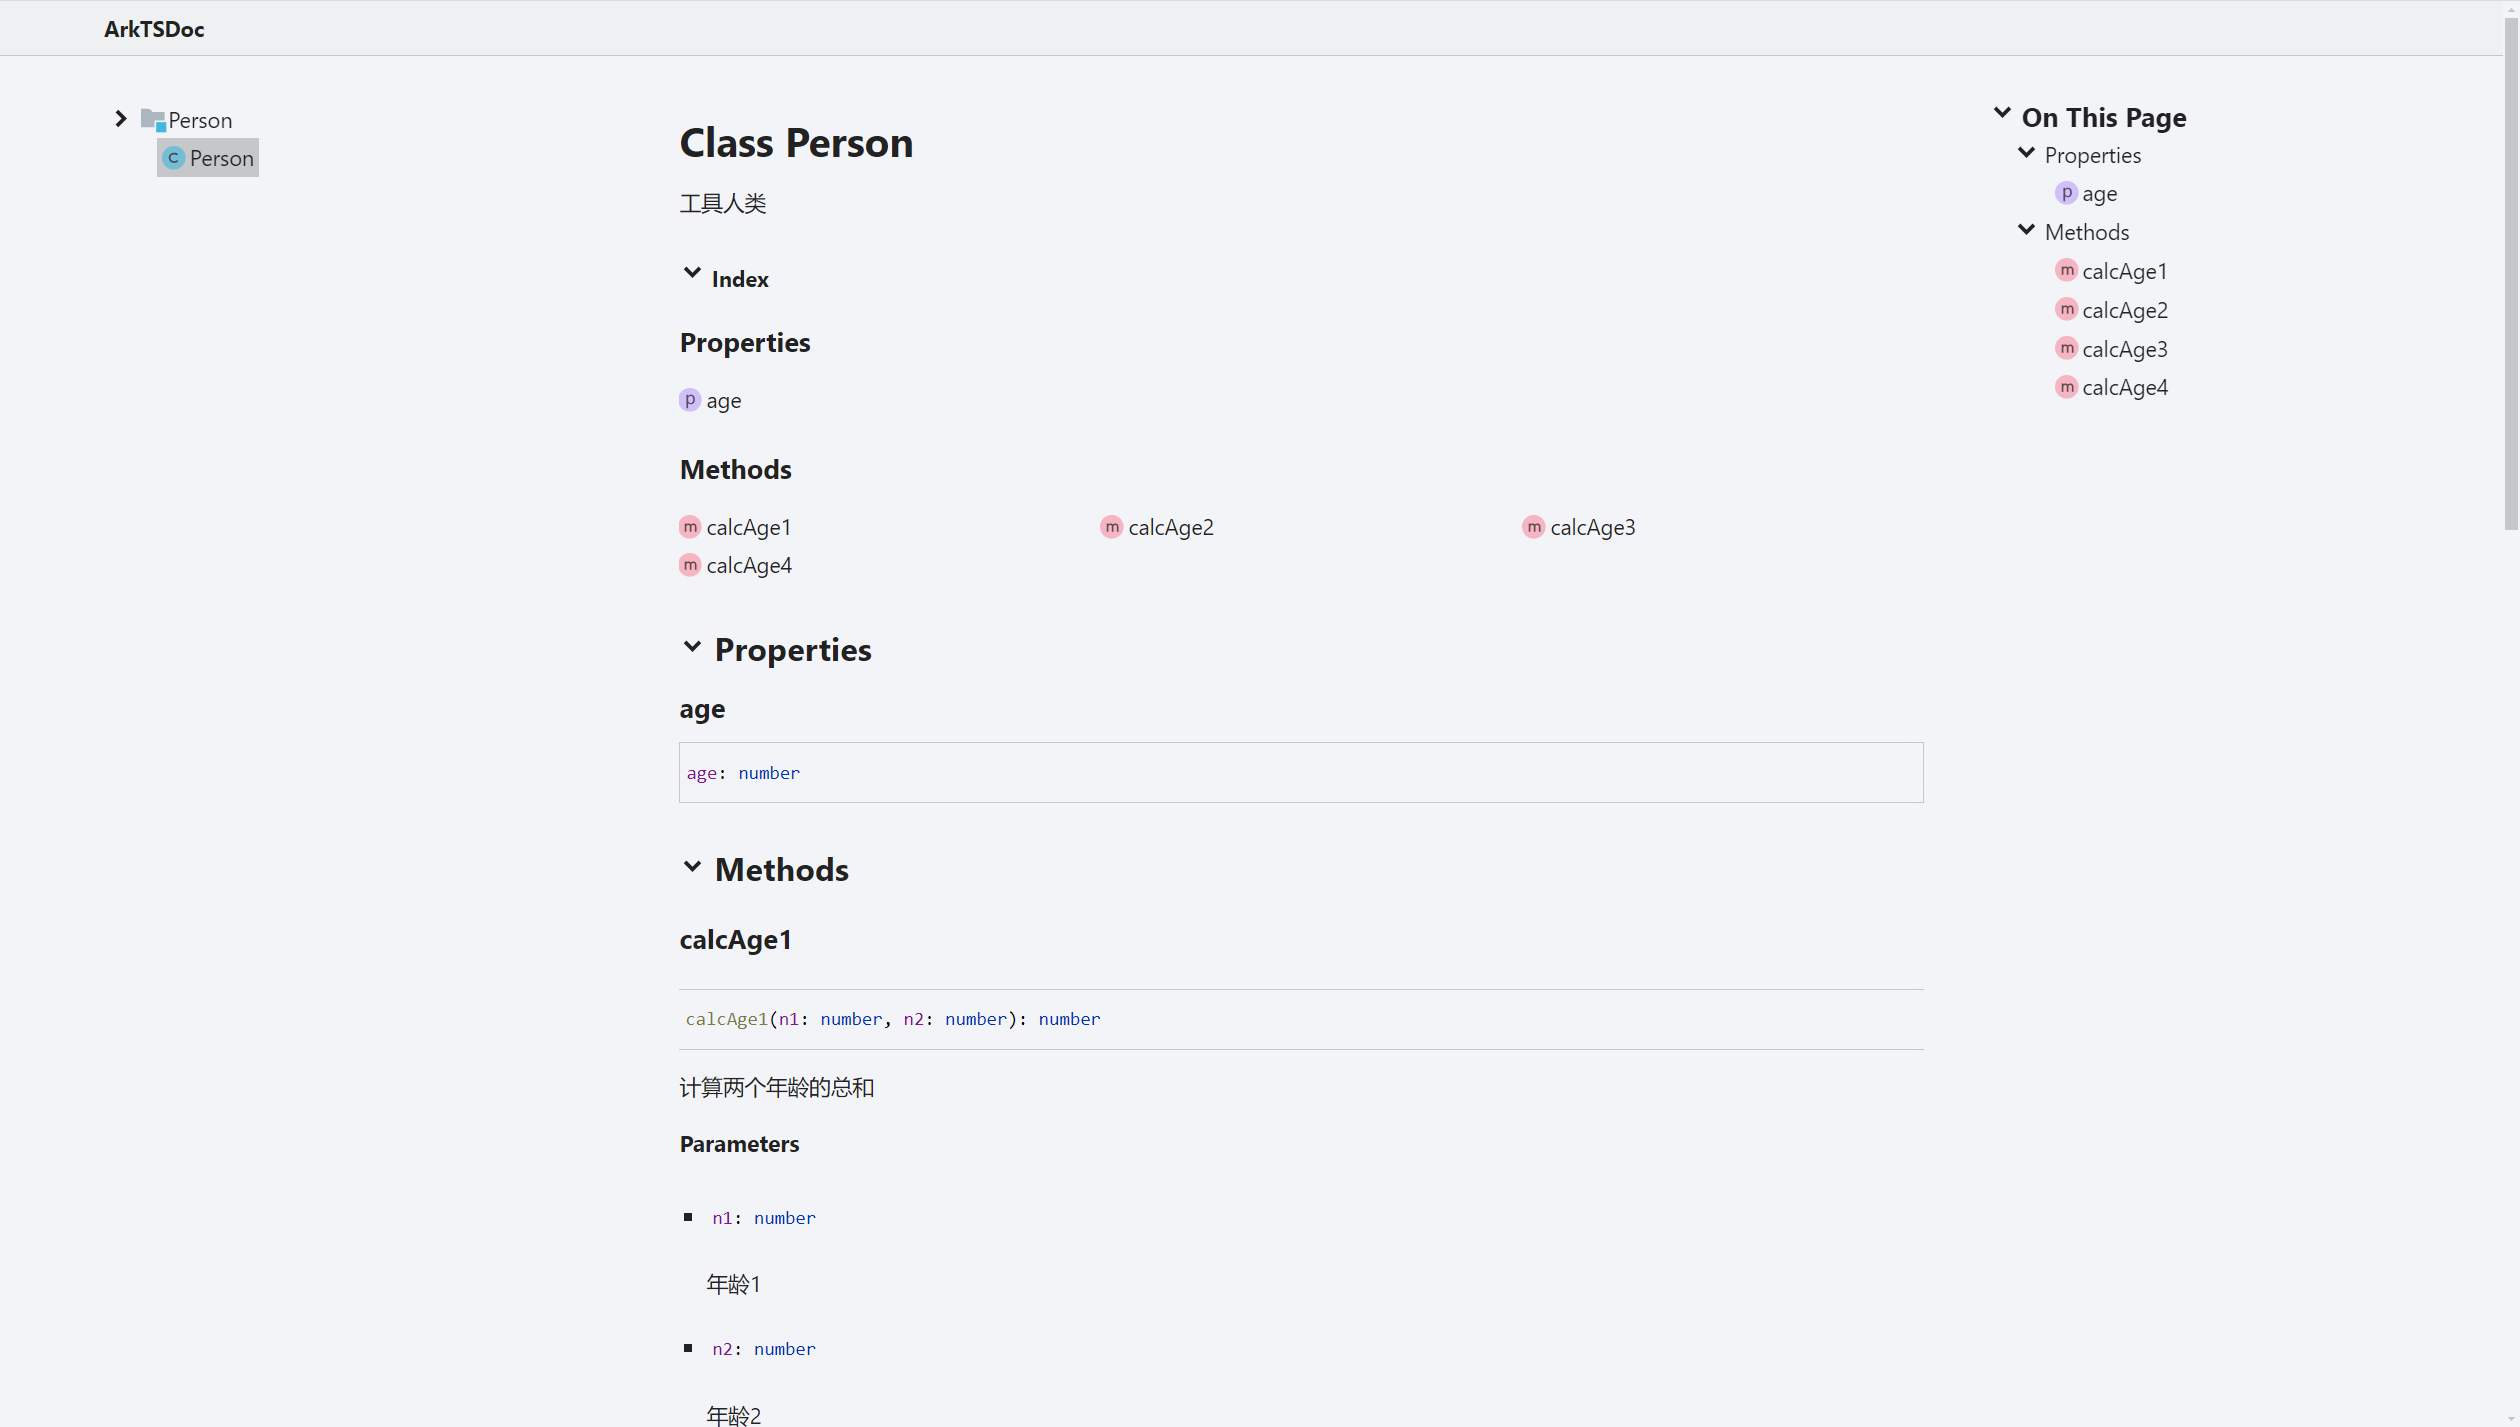 ArkTSDoc
Person
C Person
Class Person
工具人类
Index
Properties
p age
Methods
m calcAge1 m calcAge2 m calcAge3
m calcAge4
Properties
age
age: number
Methods
calcAge1
calcAge1(n1: number, n2: number): number
计算两个年龄的总和
Parameters
n1: number
年龄1
n2: number
年龄2
On This Page
Properties
p age
Methods
m calcAge1
m calcAge2
m calcAge3
m calcAge4